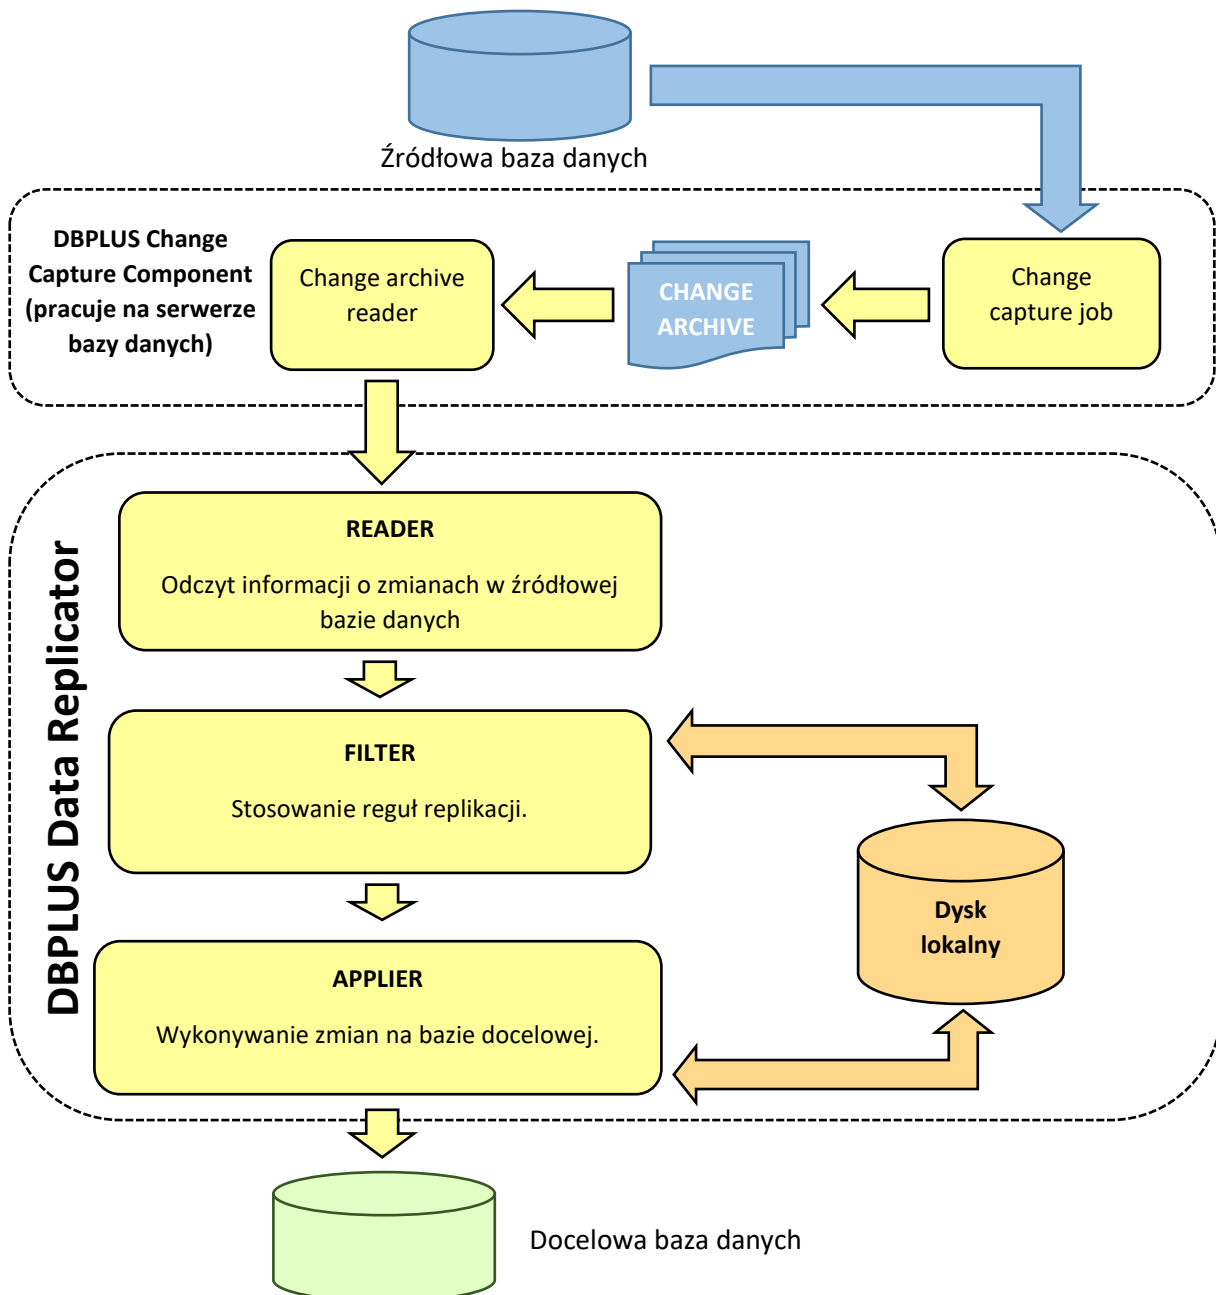 Źródłowa baza danych
DBPLUS Change
Capture Component
(pracuje na serwerze
bazy danych)
Change archive
reader
CHANGE
ARCHIVE
Change
capture job
DBPLUS Data Replicator
READER
Odczyt informacji o zmianach w źródłowej
bazie danych
FILTER
Stosowanie reguł replikacji.
Dysk
lokalny
APPLIER
Wykonywanie zmian na bazie docelowej.
Docelowa baza danych